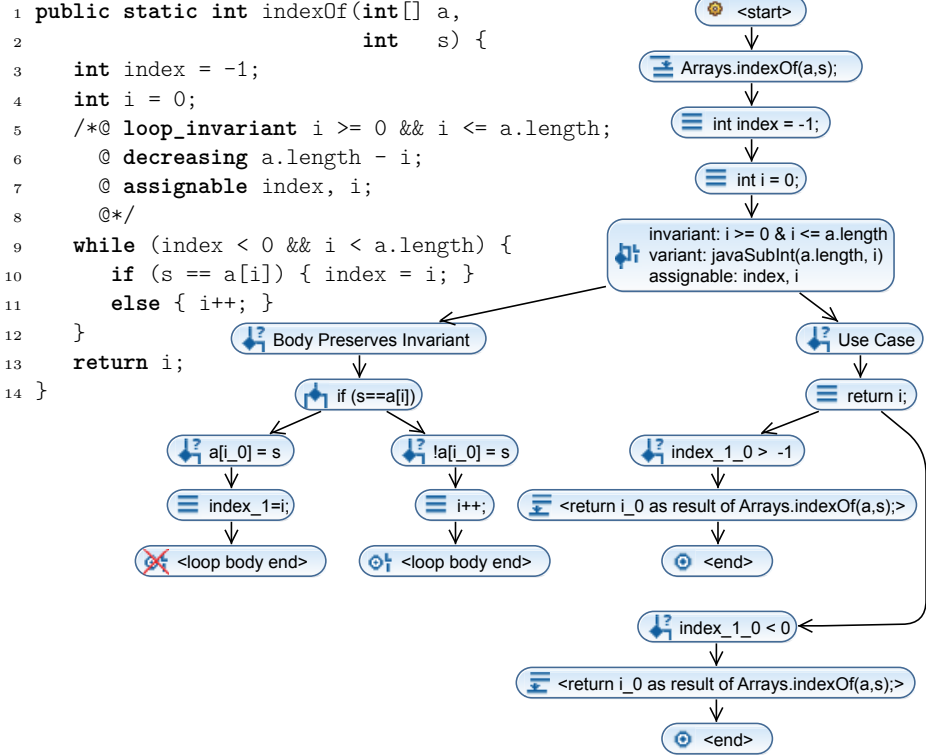 1 public static int indexOf(int[] a,
2 int s) {
3 int index = -1;
4 int i = 0;
5 /*@ loop_invariant i >= 0 && i <= a.length;
6 @ decreasing a.length - i;
7 @ assignable index, i;
8 @*/
9 while (index < 0 && i < a.length) {
10 if (s == a[i]) { index = i; }
11 else { i++; }
12 }
13 return i;
14 }
<start>
Arrays.indexOf(a,s);
int index = -1;
int i = 0;
invariant: i >= 0 & i <= a.length
variant: javaSubInt(a.length, i)
assignable: index, i
Body Preserves Invariant
Use Case
if (s==a[i])
return i;
a[i_0] = s
!a[i_0] = s
index_1_0 > -1
index_1=i;
i++;
<return i_0 as result of Arrays.indexOf(a,s);>
<loop body end>
<loop body end>
<end>
index_1_0 < 0
<return i_0 as result of Arrays.indexOf(a,s);>
<end>